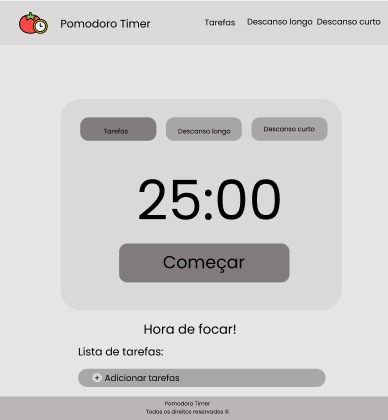 Pomodoro Timer
Tarefas Descanso longo Descanso curto
Tarefas Descanso longo Descanso curto
25:00
Começar
Hora de focar!
Lista de tarefas:
+ Adicionar tarefas
Pomodoro Timer
Todos os direitos reservados ©